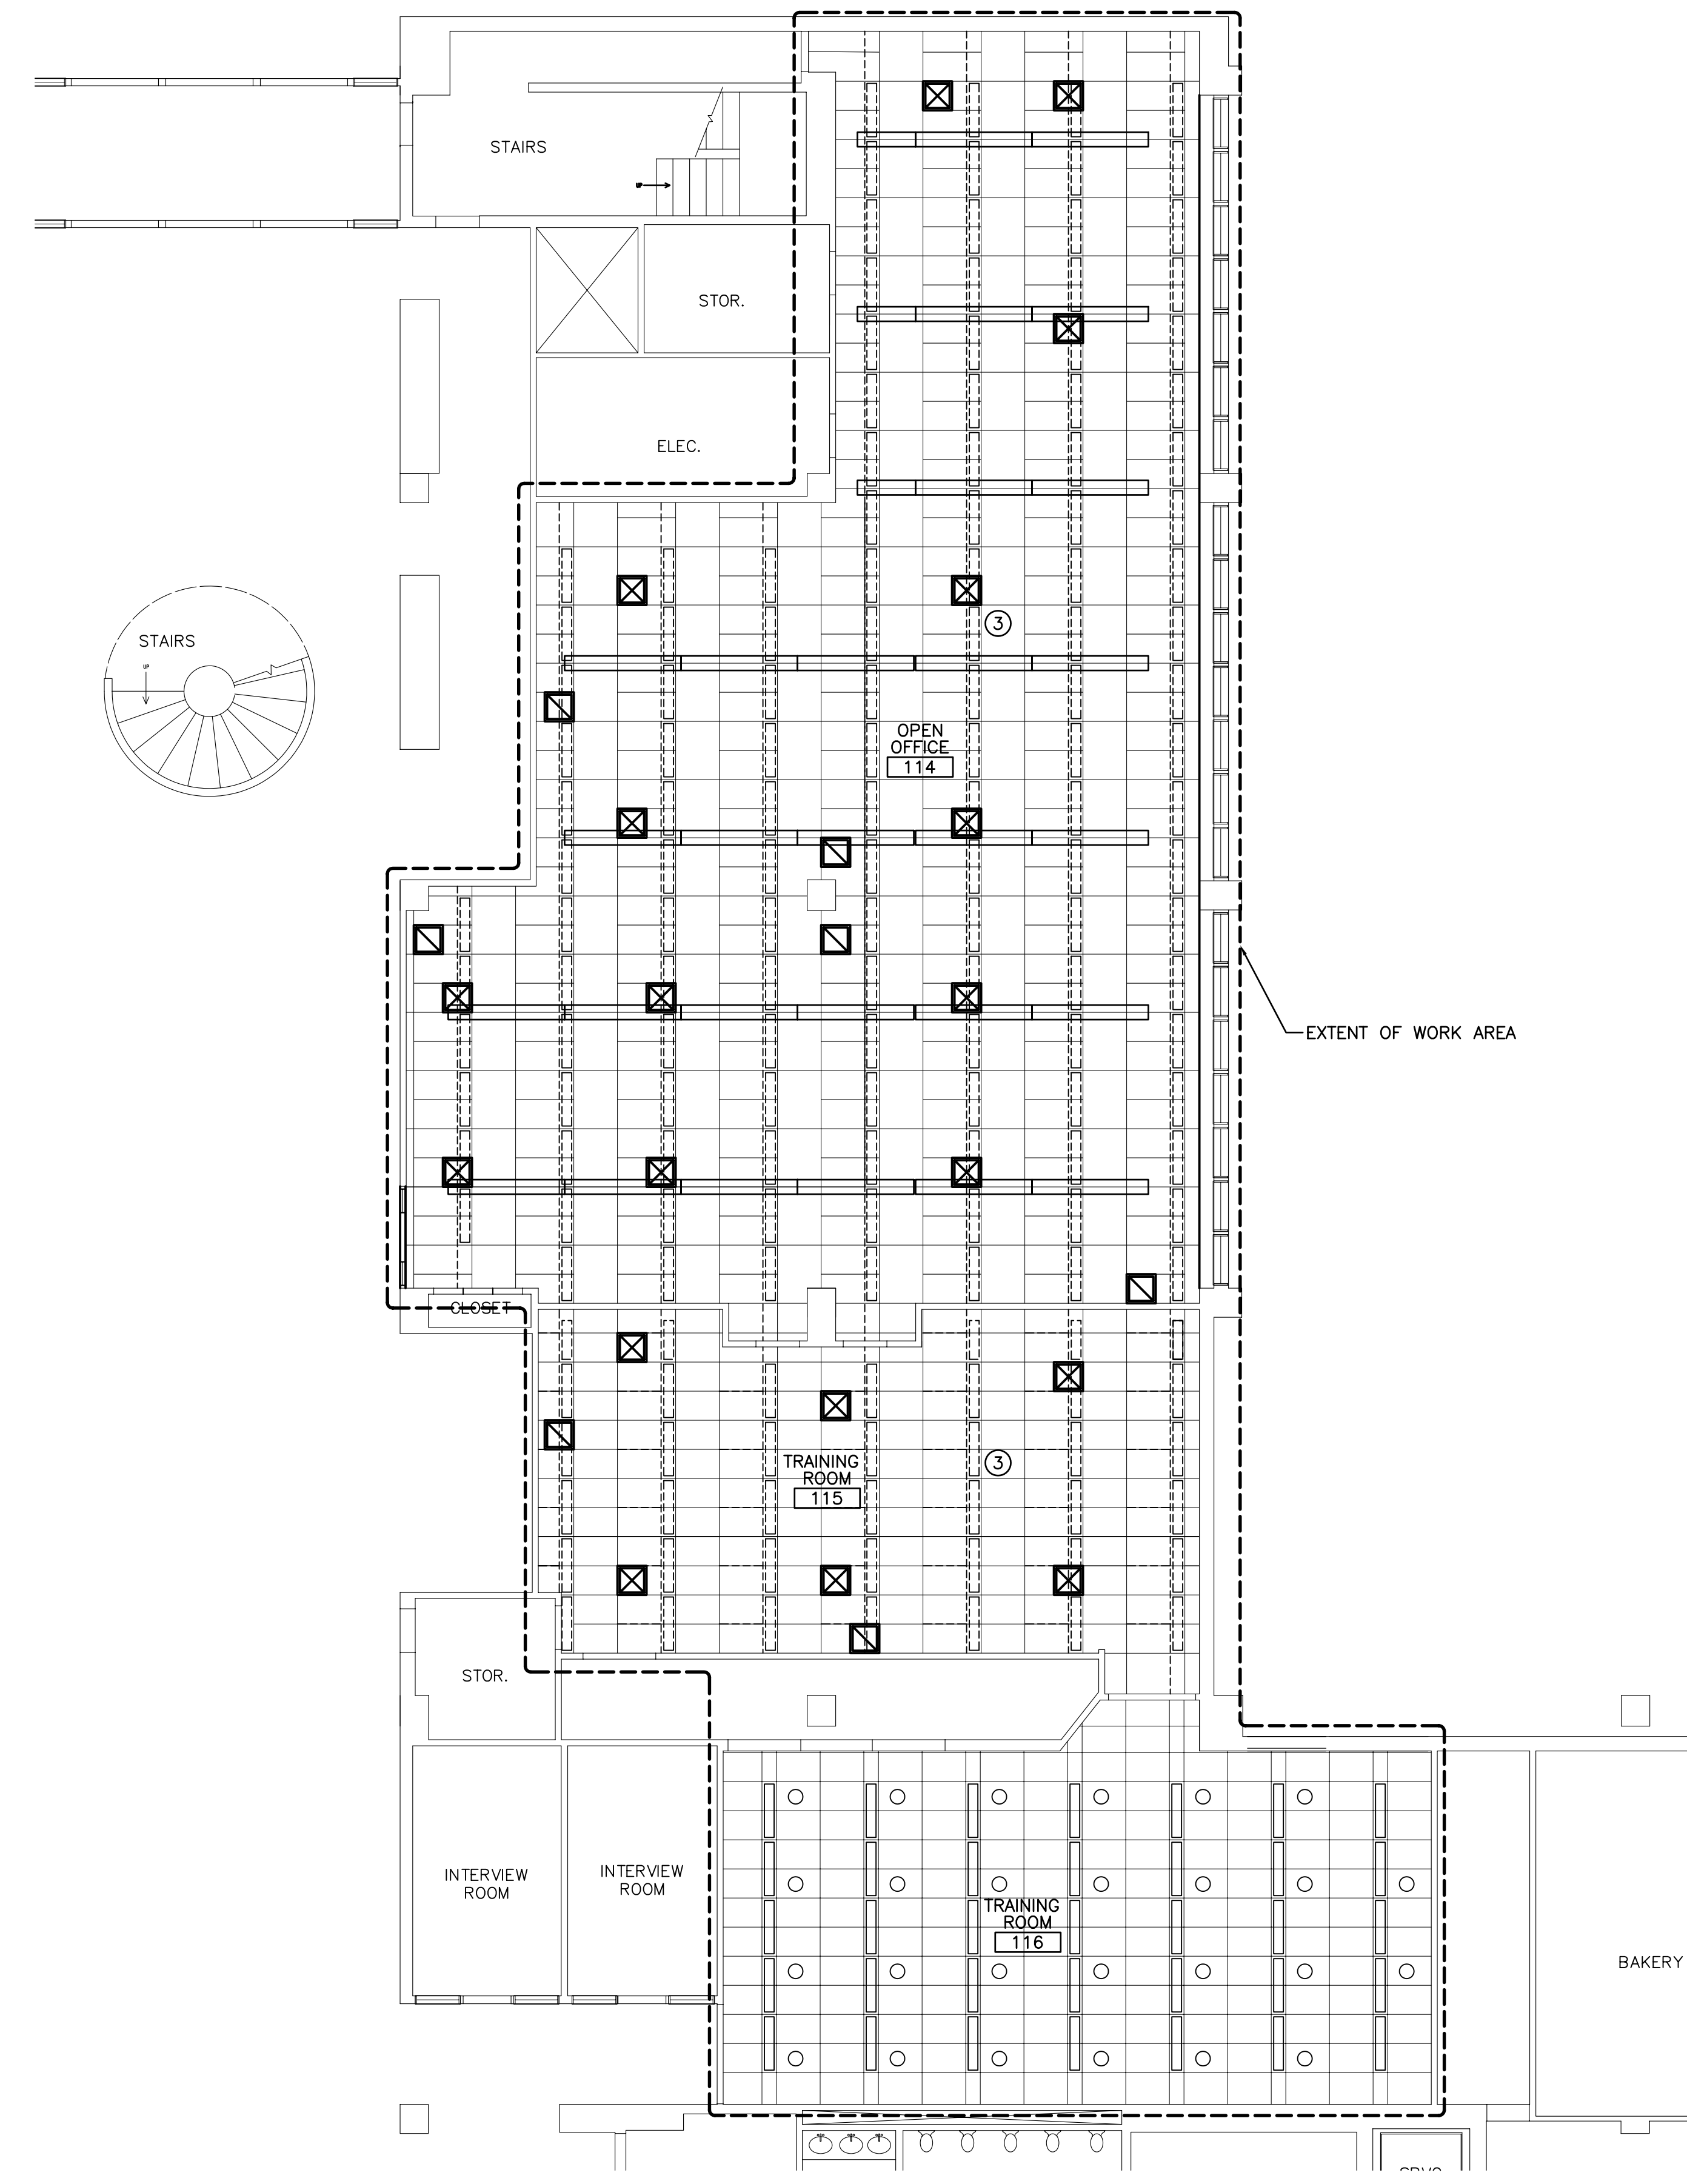 STAIRS
UP
STOR.
ELEC.
STAIRS
UP
3
OPEN
OFFICE
114
EXTENT OF WORK AREA
CLOSET
TRAINING
ROOM
115
3
STOR.
INTERVIEW
ROOM
INTERVIEW
ROOM
TRAINING
ROOM
116
BAKERY